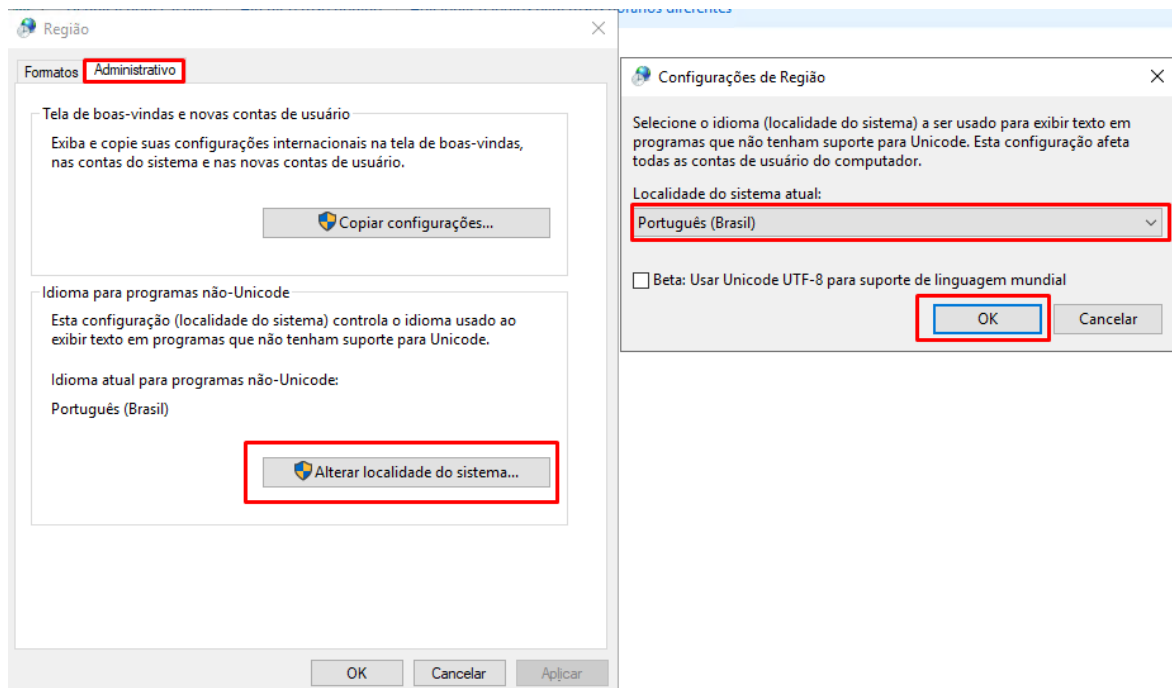 orários diferentes
Região
Formatos
Administrativo
Tela de boas-vindas e novas contas de usuário
Exiba e copie suas configurações internacionais na tela de boas-vindas,
nas contas do sistema e nas novas contas de usuário.
Copiar configurações...
Idioma para programas não-Unicode
Esta configuração (localidade do sistema) controla o idioma usado ao
exibir texto em programas que não tenham suporte para Unicode.
Idioma atual para programas não-Unicode:
Português (Brasil)
Alterar localidade do sistema...
OK
Cancelar
Aplicar
Configurações de Região
Selecione o idioma (localidade do sistema) a ser usado para exibir texto em
programas que não tenham suporte para Unicode. Esta configuração afeta
todas as contas de usuário do computador.
Localidade do sistema atual:
Português (Brasil)
Beta: Usar Unicode UTF-8 para suporte de linguagem mundial
OK
Cancelar